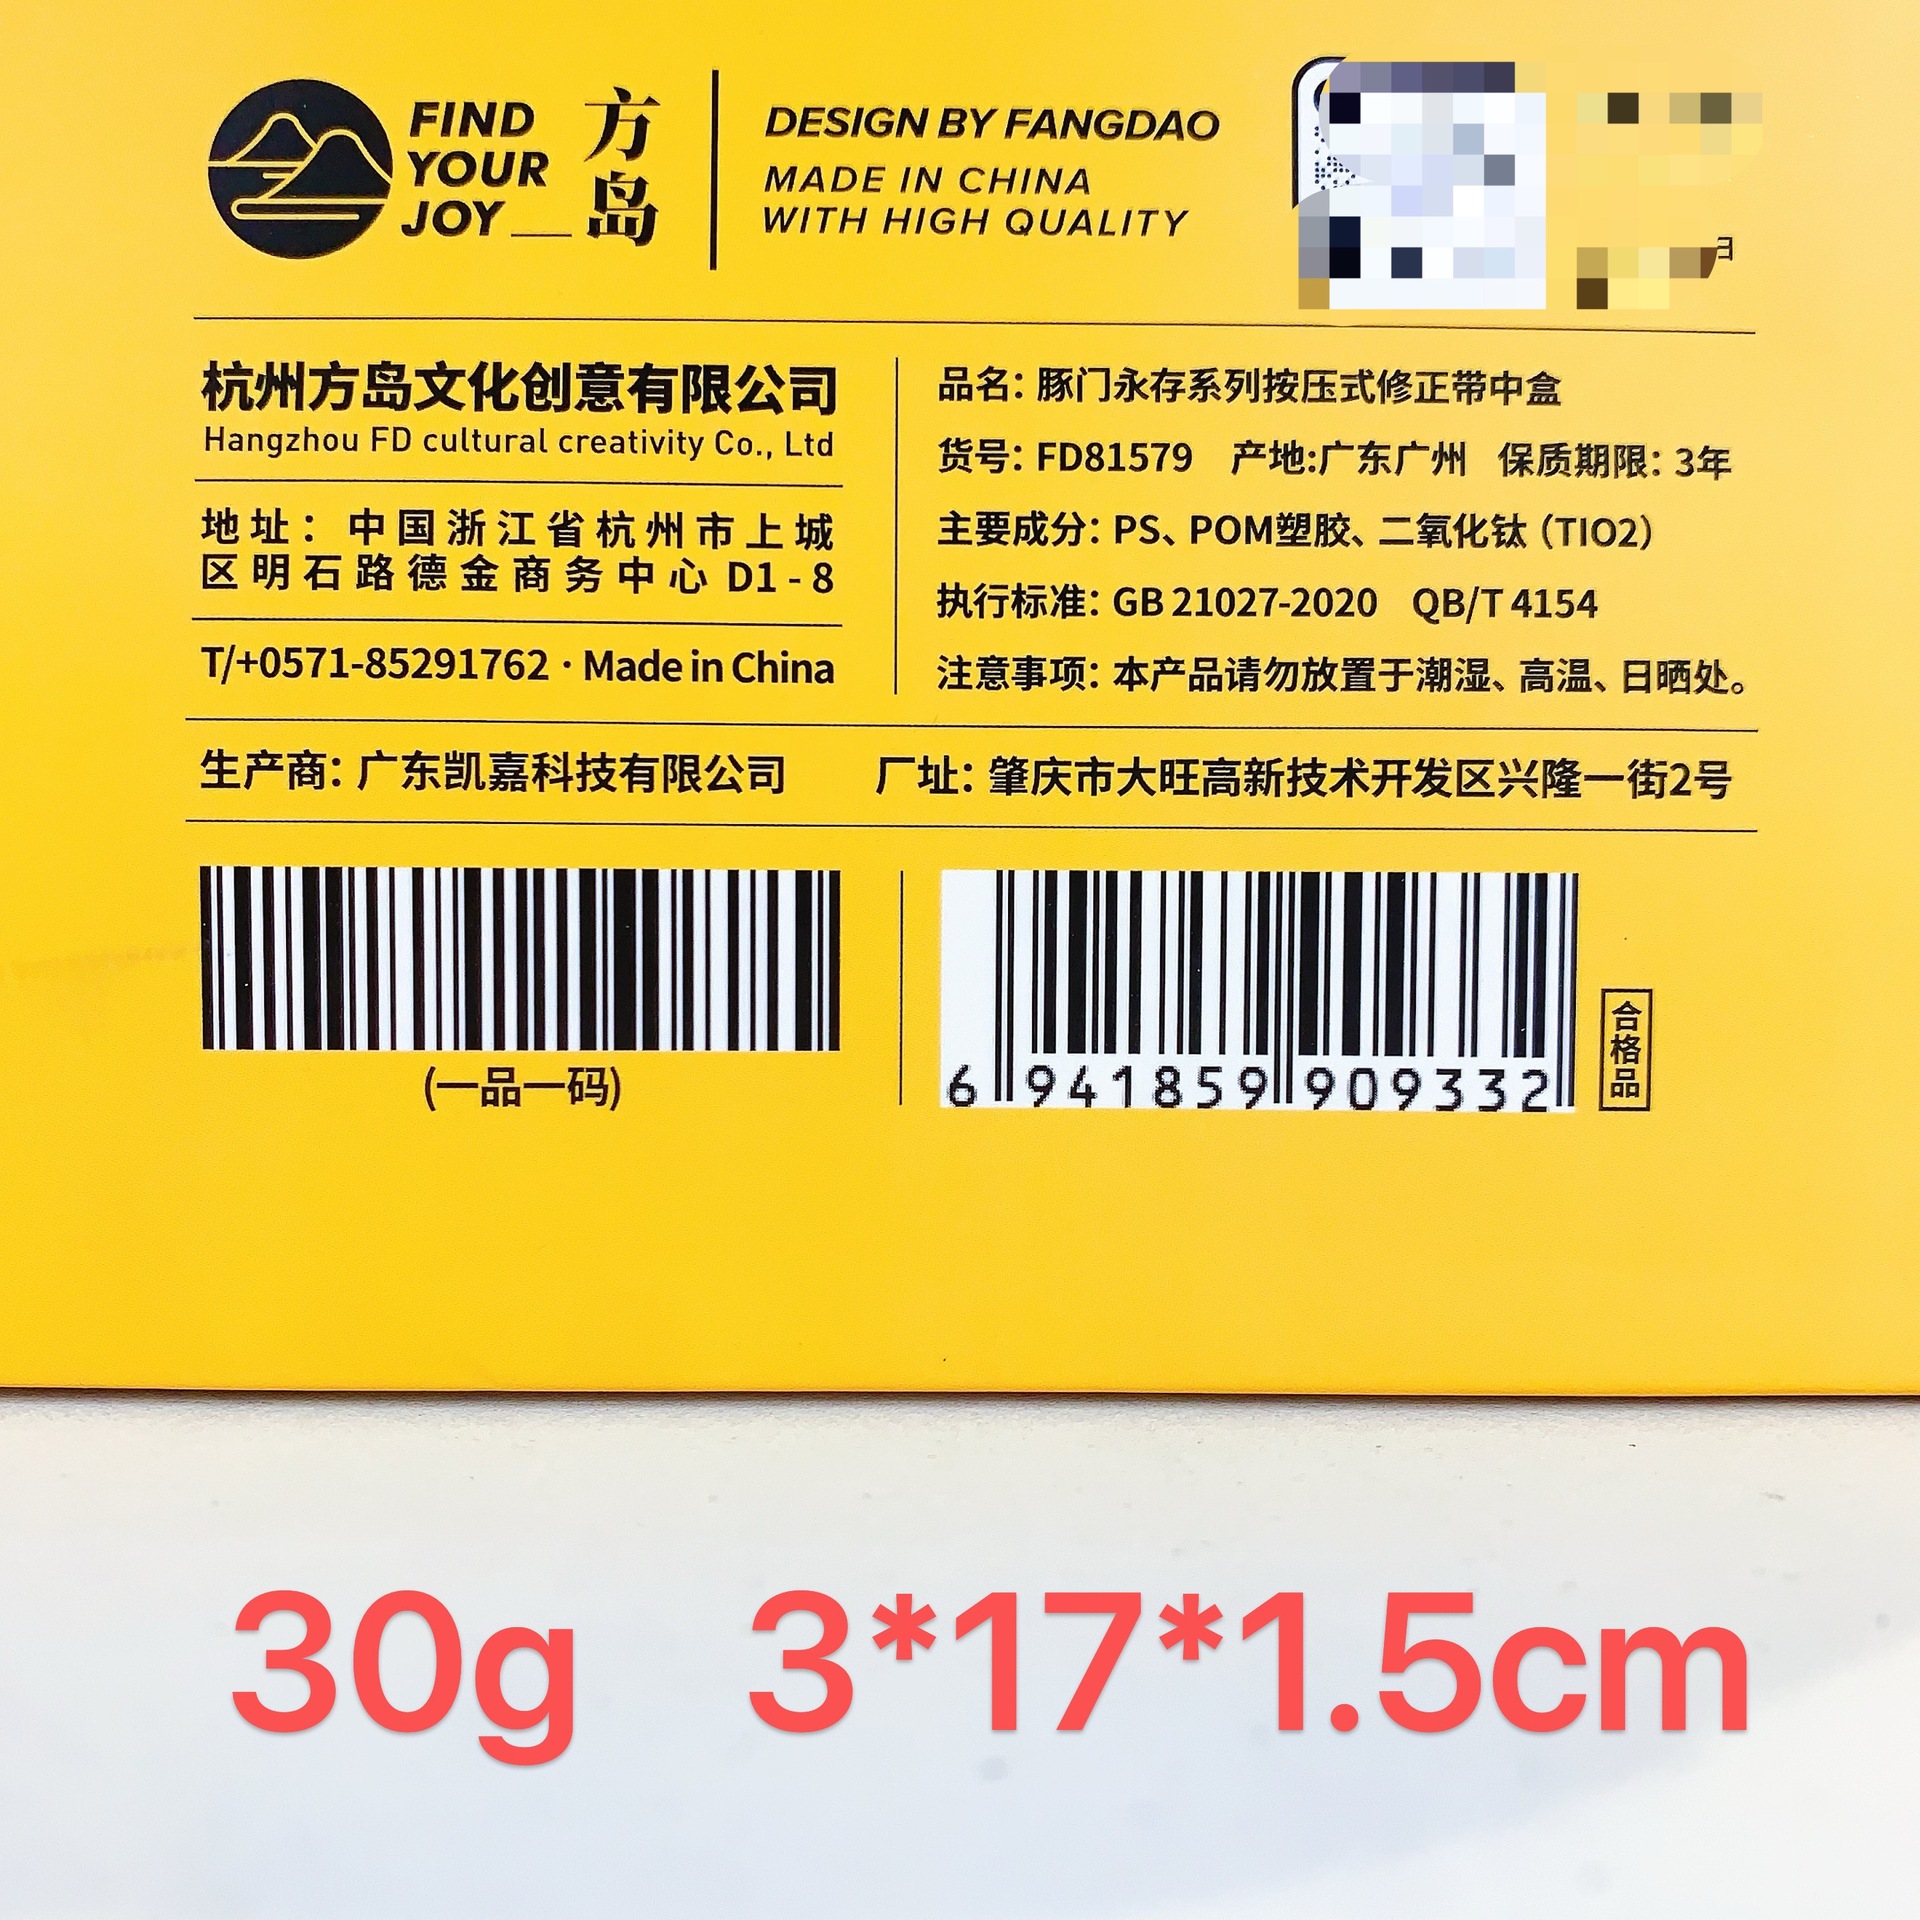 FIND
YOUR
JOY__
方岛
DESIGN BY FANGDAO
MADE IN CHINA
WITH HIGH QUALITY
杭州方岛文化创意有限公司
Hangzhou FD cultural creativity Co., Ltd
地址：中国浙江省杭州市上城
区明石路德金商务中心D1-8
T/+0571-85291762 · Made in China
品名：豚门永存系列按压式修正带中盒
货号：FD81579 产地:广东广州 保质期限：3年
主要成分：PS、POM塑胶、二氧化钛（TIO2）
执行标准：GB 21027-2020 QB/T 4154
注意事项：本产品请勿放置于潮湿、高温、日晒处。
生产商：广东凯嘉科技有限公司 厂址：肇庆市大旺高新技术开发区兴隆一街2号
(一品一码)
6 941859 909332
合格品
30g 3*17*1.5cm